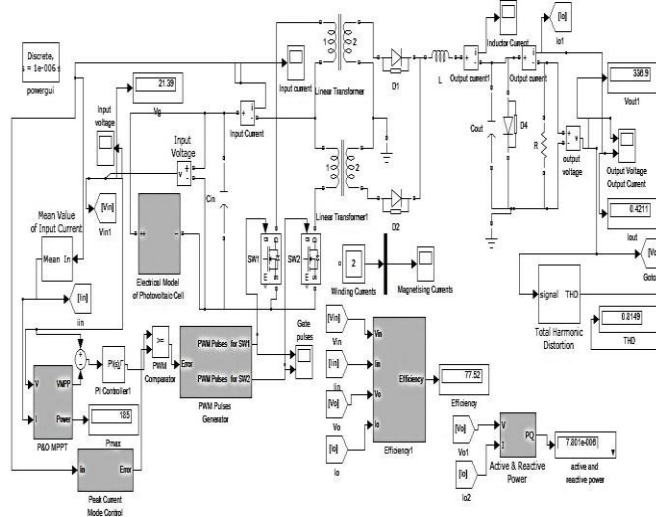 Discrete,
s = 1e-006 s
powergui
21.39
Vg
Input
voltage
[Vin]
Vin1
Mean Value
of Input Current
Mean In
[Iin]
iin
Input
Voltage
Input Current
Input current
Cin
Electrical Model
of Photovoltaic Cell
1
2
Linear Transformer
1
2
Linear Transformer1
D1
D2
L
Inductor Current
Output current1
Output current
[Io]
Io1
Cout
D4
R
output
voltage
Vout1
Output Voltage
Output Current
0.4211
Iout
[Vo
Goto
signal
THD
Total Harmonic
Distortion
0.2149
THD
SW1
SW2
2
Winding Currents
Magnetising Currents
V
I
VMPP
Power
P&O MPPT
185
Pmax
PI Controller1
>=
PWM
Comparator
Error
PWM Pulses for SW1
PWM Pulses for SW2
PWM Pulses
Generator
Gate
pulses
Iin
Error
Peak Current
Mode Control
[Vin]
Vin
[Iin]
Iin
[Vo]
Vo
[Io]
Io
Vin
Iin
Vo
Io
Efficiency
Efficiency1
77.52
Efficiency
[Vo]
Vo1
[Io]
Io2
V
I
PQ
Active & Reactive
Power
7.801e-006
active and
reactive power